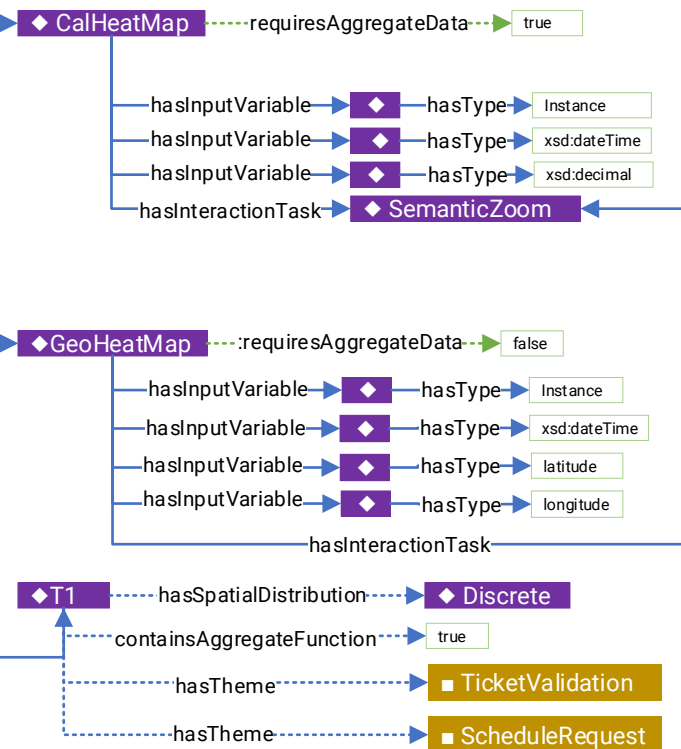 ◆ CalHeatMap requiresAggregateData true
hasInputVariable ◆ hasType Instance
hasInputVariable ◆ hasType xsd:dateTime
hasInputVariable ◆ hasType xsd:decimal
hasInteractionTask ◆ SemanticZoom
◆GeoHeatMap :requiresAggregateData false
hasInputVariable ◆ hasType Instance
hasInputVariable ◆ hasType xsd:dateTime
hasInputVariable ◆ hasType latitude
hasInputVariable ◆ hasType longitude
hasInteractionTask
◆T1 hasSpatialDistribution ◆ Discrete
containsAggregateFunction true
hasTheme ■ TicketValidation
hasTheme ■ ScheduleRequest